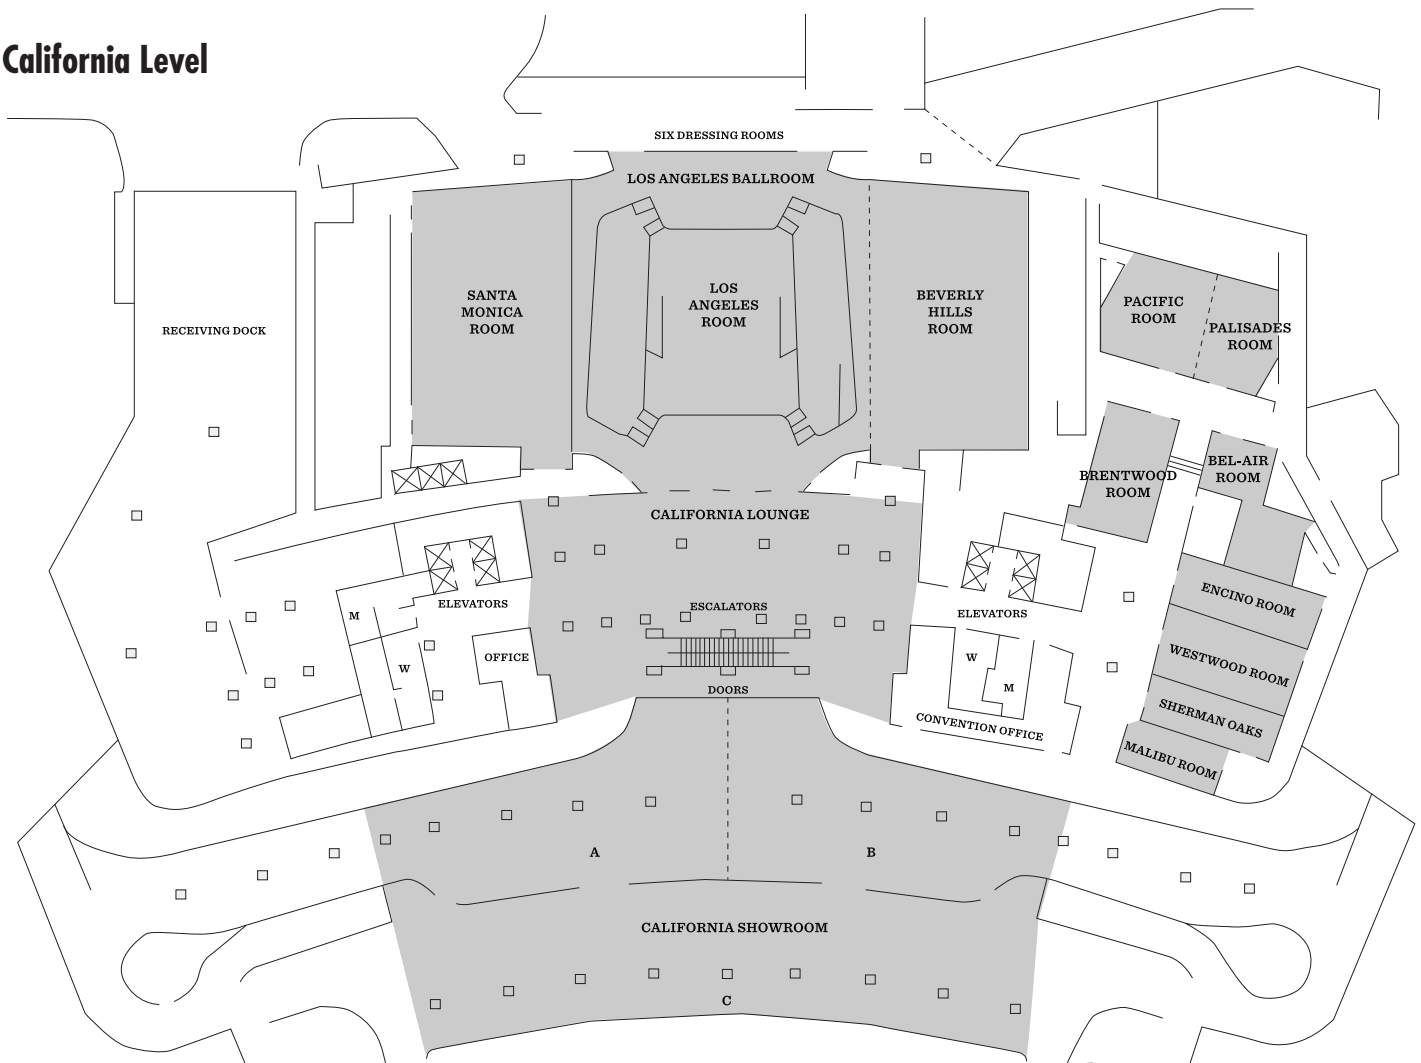 California Level
SIX DRESSING ROOMS
LOS ANGELES BALLROOM
SANTA
MONICA
ROOM
LOS
ANGELES
ROOM
BEVERLY
HILLS
ROOM
PACIFIC
ROOM
PALISADES
ROOM
RECEIVING DOCK
BRENTWOOD
ROOM
BEL-AIR
ROOM
CALIFORNIA LOUNGE
ELEVATORS
ESCALATORS
ELEVATORS
ENCINO ROOM
M
W
OFFICE
W
M
WESTWOOD ROOM
DOORS
CONVENTION OFFICE
SHERMAN OAKS
MALIBU ROOM
A
B
CALIFORNIA SHOWROOM
C